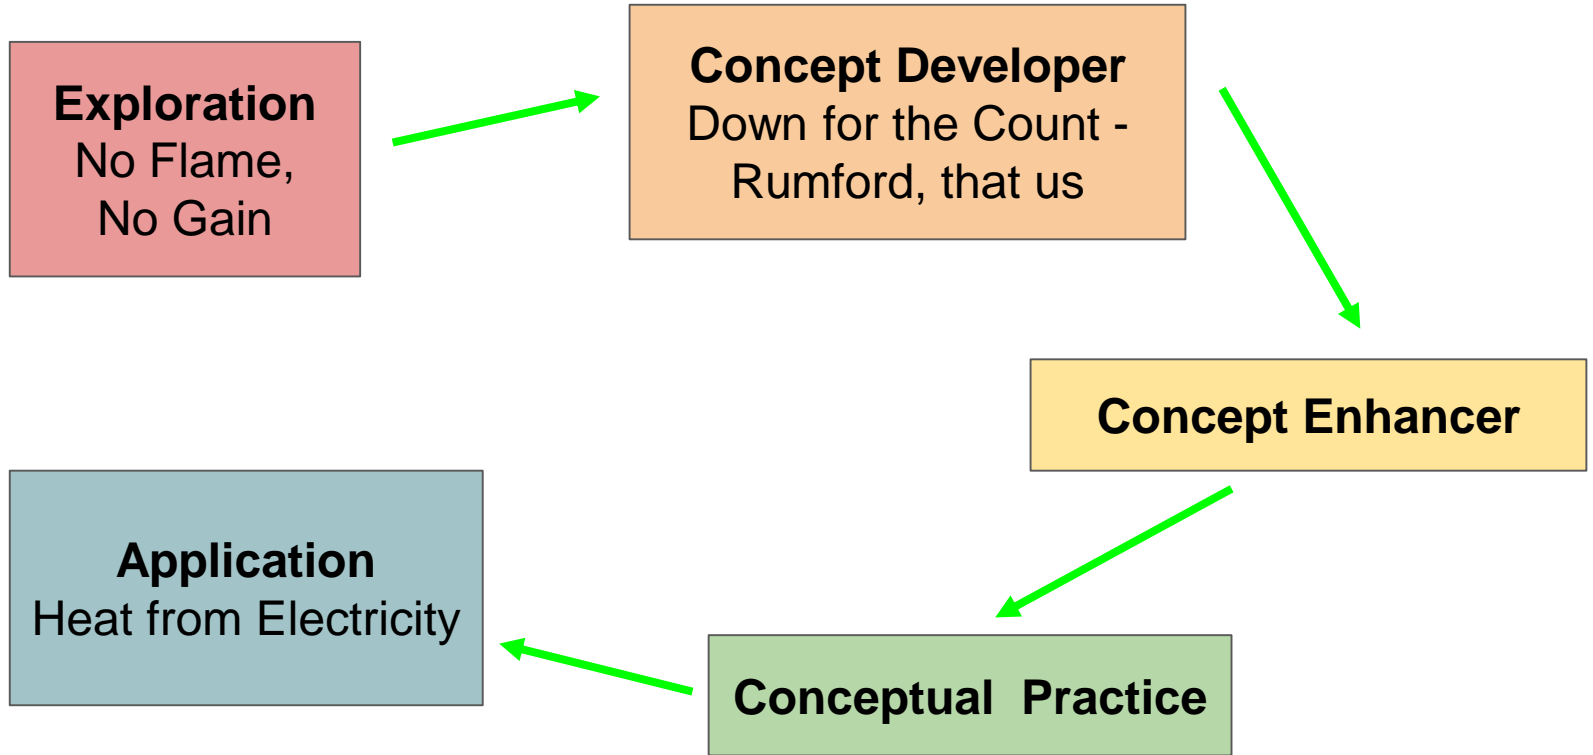 Exploration
No Flame,
No Gain
Concept Developer
Down for the Count -
Rumford, that us
Concept Enhancer
Conceptual Practice
Application
Heat from Electricity